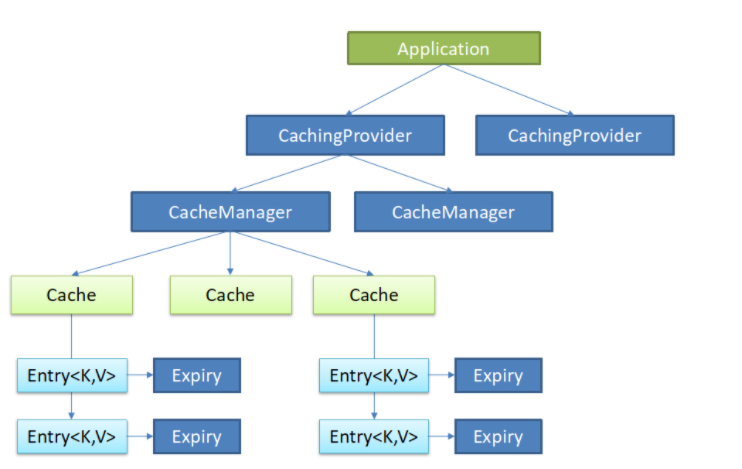 Application
CachingProvider
CachingProvider
CacheManager
CacheManager
Cache
Cache
Cache
Entry<K,V>
Expiry
Entry<K,V>
Expiry
Entry<K,V>
Expiry
Entry<K,V>
Expiry